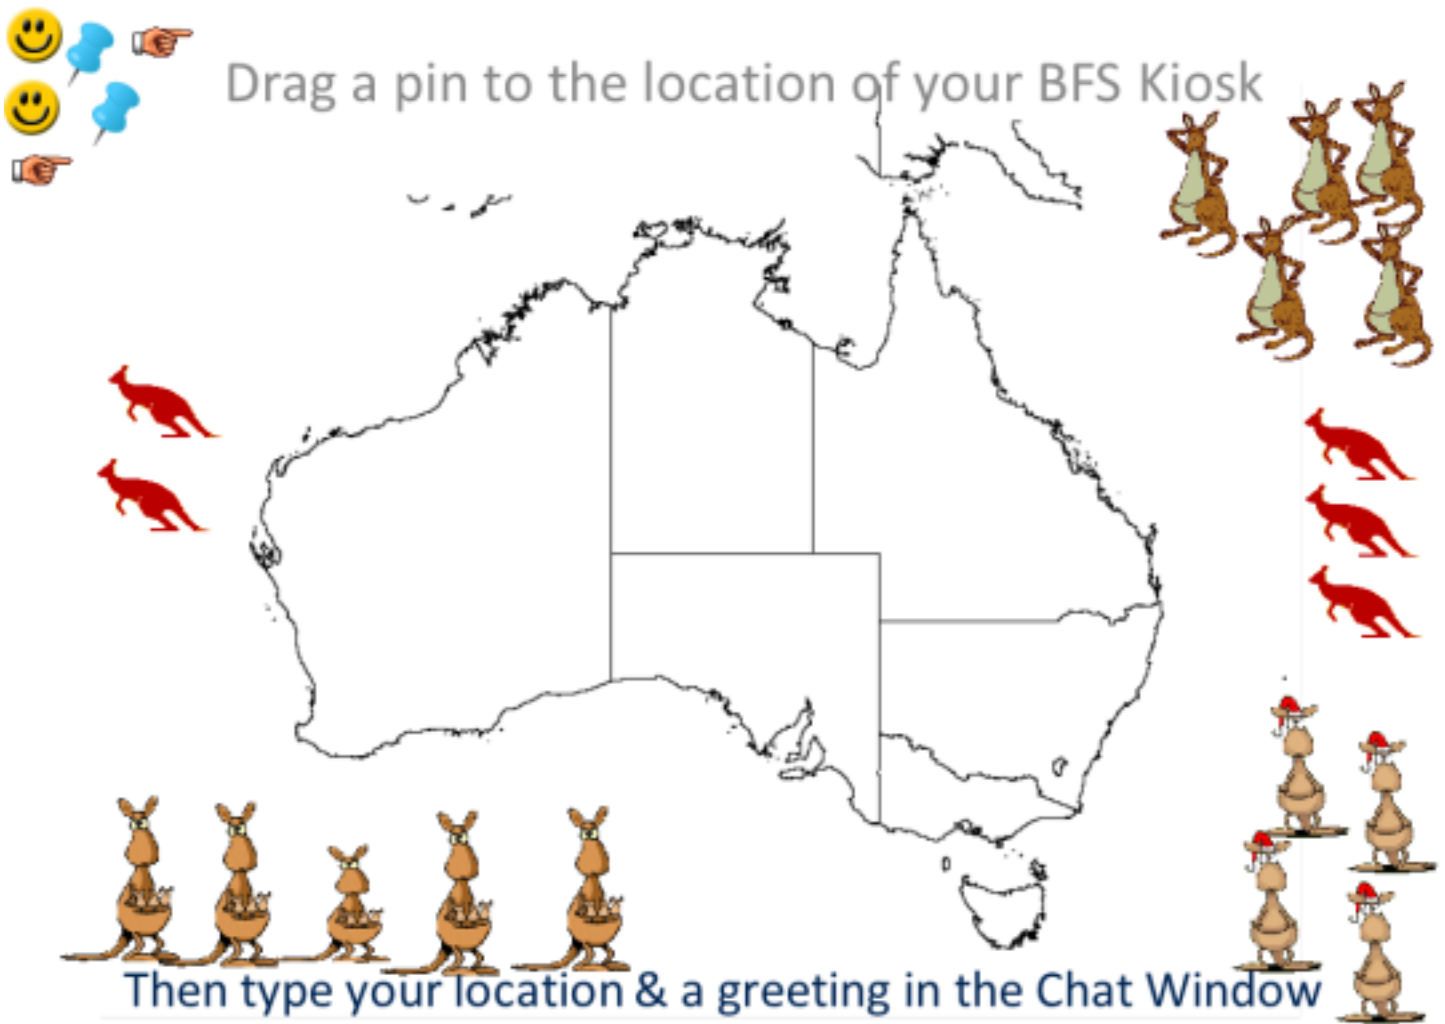 Drag a pin to the location of your BFS Kiosk
Then type your location & a greeting in the Chat Window